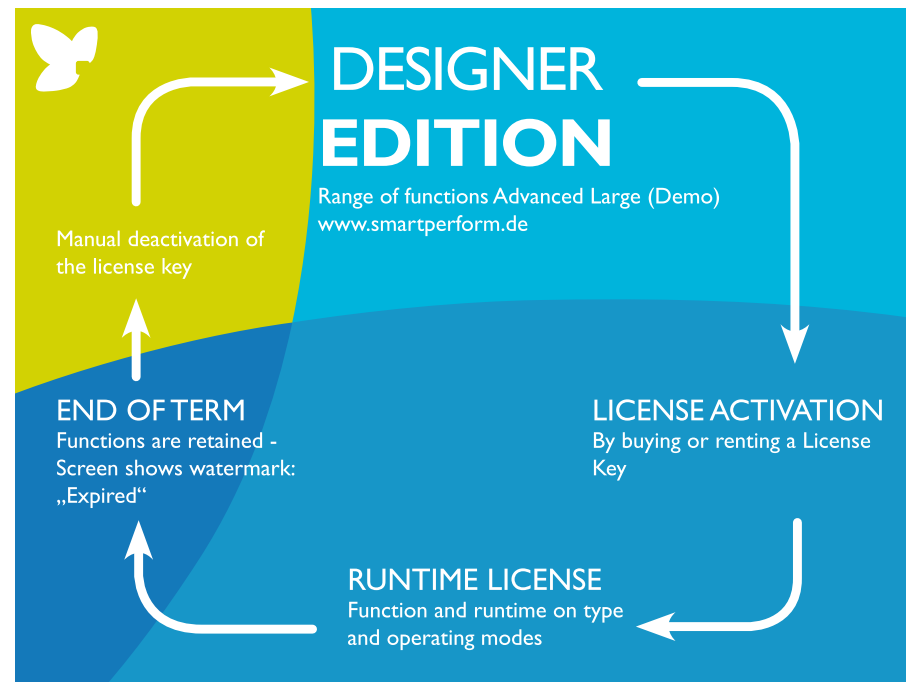 DESIGNER
EDITION
Range of functions Advanced Large (Demo)
www.smartperform.de
Manual deactivation of
the license key
END OF TERM
Functions are retained -
Screen shows watermark:
„Expired“
LICENSE ACTIVATION
By buying or renting a License
Key
RUNTIME LICENSE
Function and runtime on type
and operating modes